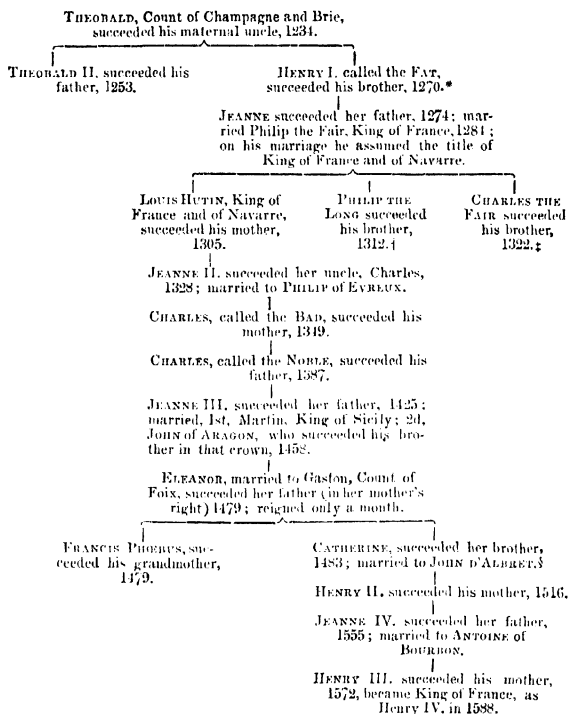 THEOBALD, Count of Champagne and Brie,
succeeded his maternal uncle, 1234.
THEOBALD II. succeeded his
father, 1253.
HENRY I. called the FAT,
succeeded his brother, 1270.*
JEANNE succeeded her father, 1274; mar-
ried Philip the Fair, King of France, 1284;
on his marriage he assumed the title of
King of France and of Navarre.
LOUIS HUTIN, King of
France and of Navarre,
succeeded his mother,
1305.
PHILIP THE
LONG succeeded
his brother,
1312.†
CHARLES THE
FAIR succeeded
his brother,
1322.‡
JEANNE II. succeeded her uncle, Charles,
1328; married to PHILIP of EVREUX.
CHARLES, called the BAD, succeeded his
mother, 1349.
CHARLES, called the NOBLE, succeeded his
father, 1387.
JEANNE III. succeeded her father, 1425;
married, 1st, Martin, King of Sicily; 2d,
JOHN of ARAGON, who succeeded his bro-
ther in that crown, 1458.
ELEANOR, married to Gaston, Count of
Foix, succeeded her father (in her mother's
right) 1479; reigned only a month.
FRANCIS PHOEBUS, suc-
ceeded his grandmother,
1479.
CATHERINE, succeeded her brother,
1483; married to JOHN D'ALBRET.§
HENRY II. succeeded his mother, 1516.
JEANNE IV. succeeded her father,
1555; married to ANTOINE of
BOURBON.
HENRY III. succeeded his mother,
1572, became King of France, as
Henry IV. in 1588.